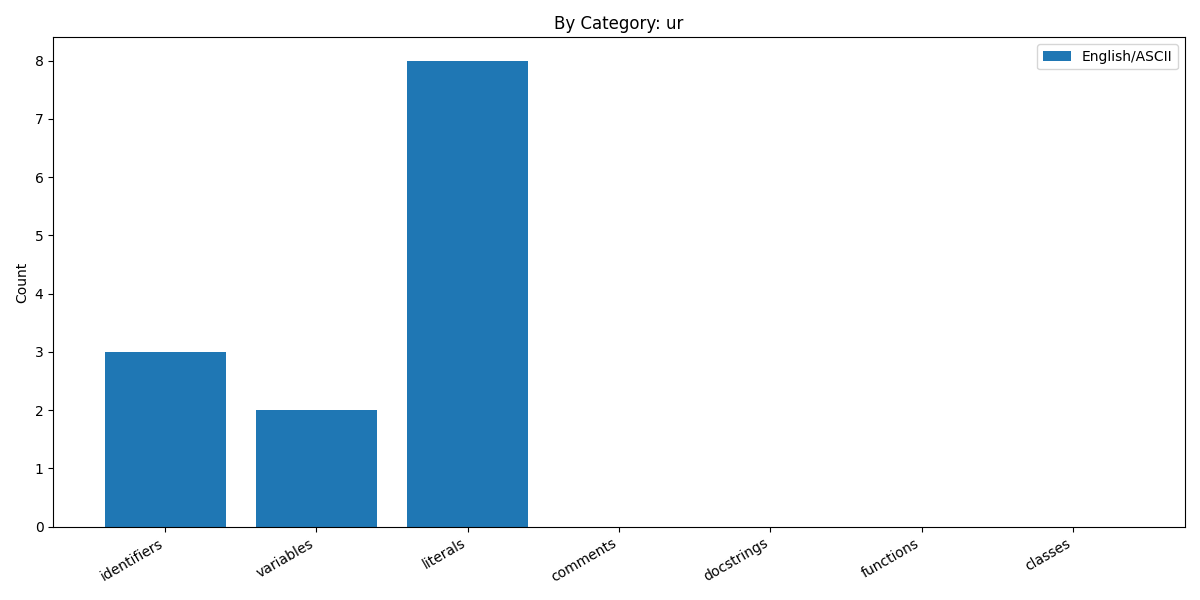 By Category: ur
English/ASCII
Count
8
7
6
5
4
3
2
1
0
identifiers
variables
literals
comments
docstrings
functions
classes